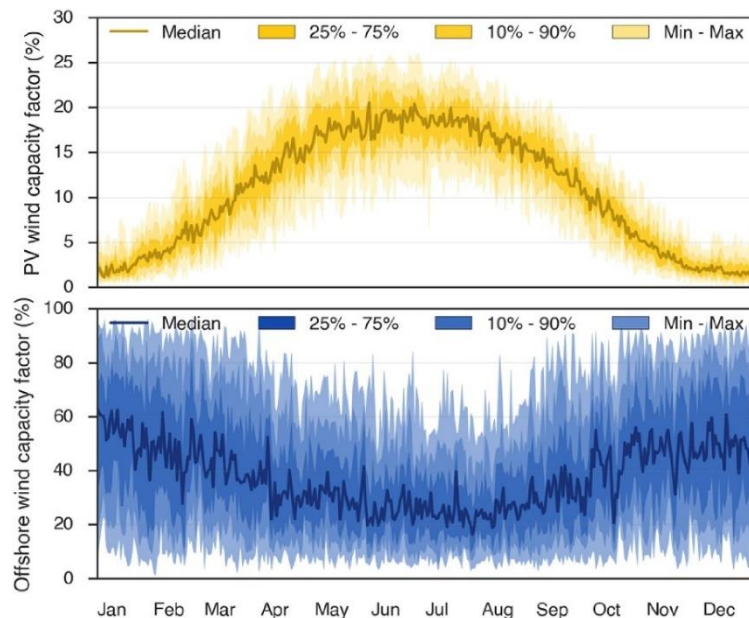 PV wind capacity factor (%)
30
25
20
15
10
5
0
Median 25% - 75% 10% - 90% Min - Max
Offshore wind capacity factor (%)
100
80
60
40
20
0
Median 25% - 75% 10% - 90% Min - Max
Jan Feb Mar Apr May Jun Jul Aug Sep Oct Nov Dec